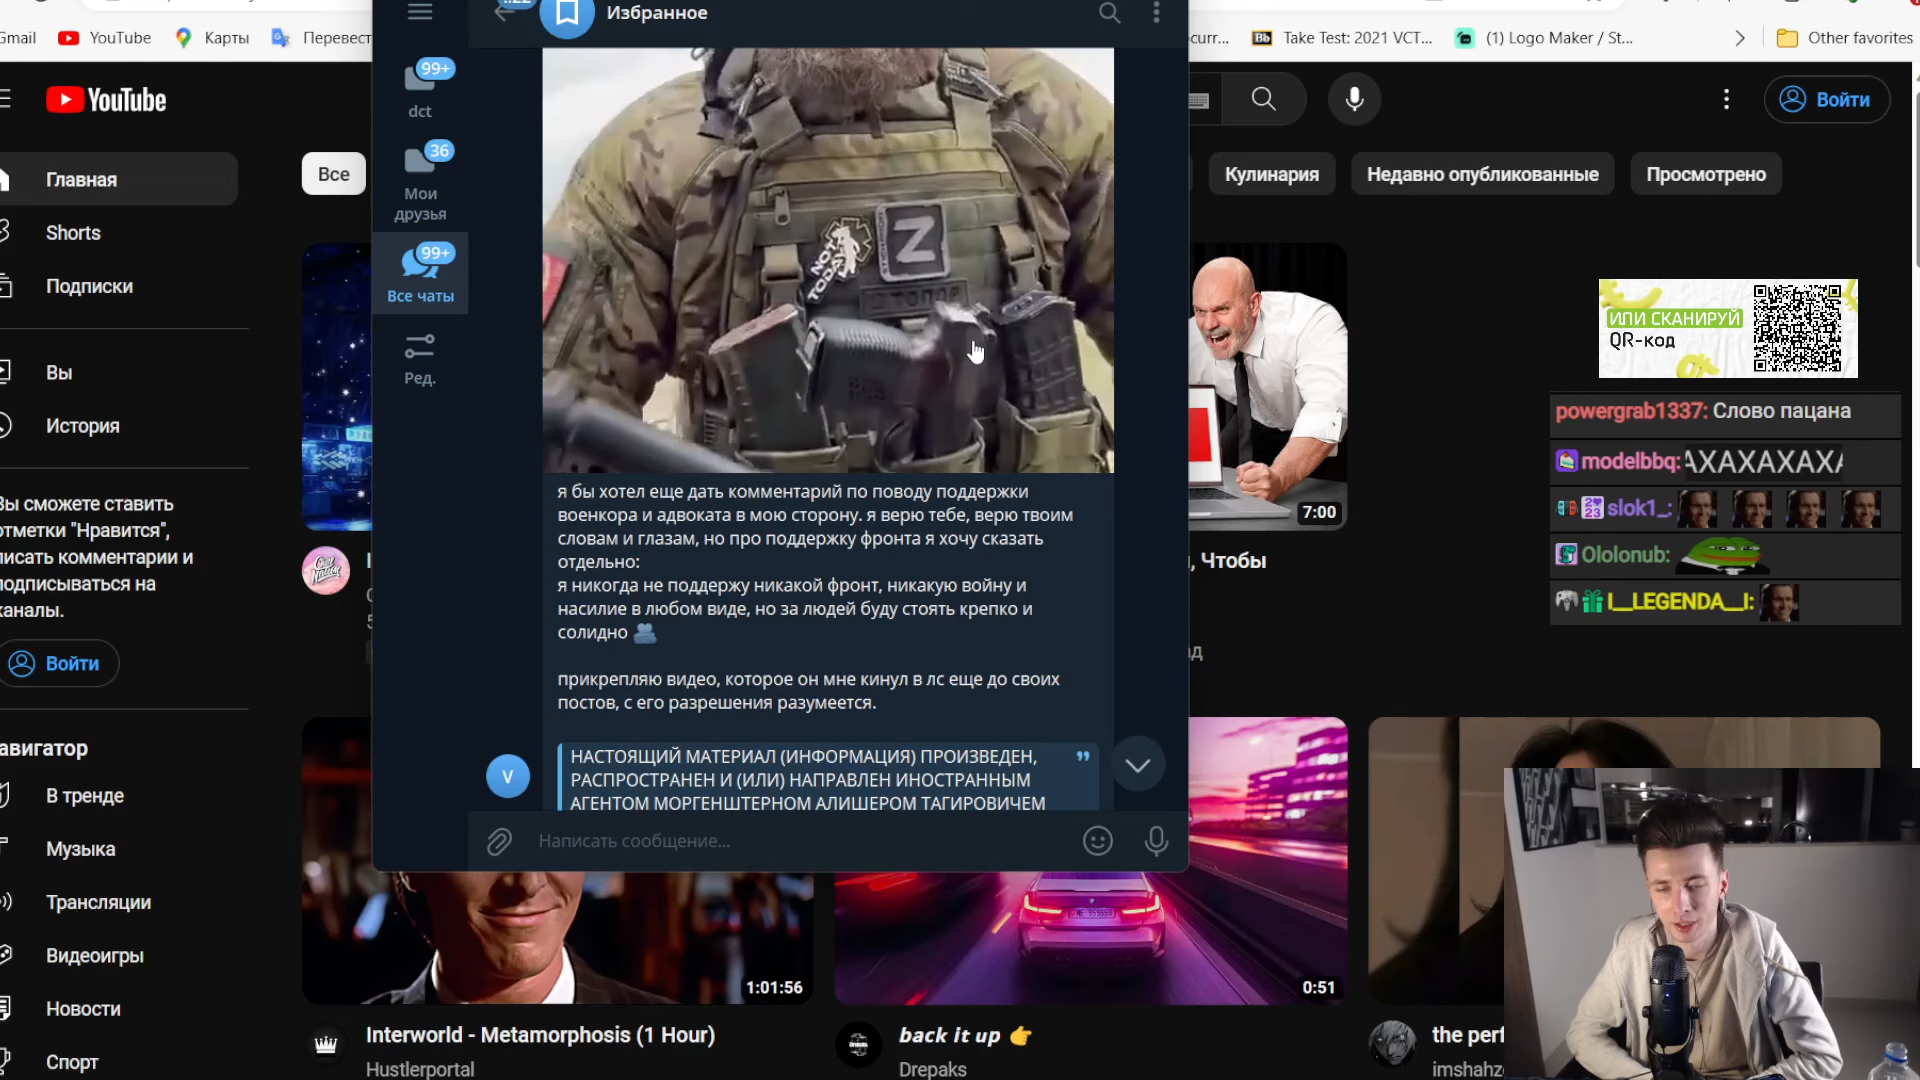 Gmail
YouTube
Карты
Перевест
Take Test: 2021 VCT...
(1) Logo Maker / St...
Other favorites
Избранное
99+
dct
36
Мои
друзья
99+
Все чаты
Ред.
YouTube
Войти
Главная
Shorts
Подписки
Вы
История
Вы сможете ставить
отметки "Нравится",
писать комментарии и
подписываться на
каналы.
Войти
Навигатор
В тренде
Музыка
Трансляции
Видеоигры
Новости
Спорт
Все
Кулинария
Недавно опубликованные
Просмотрено
NOT
TODAY
Z
я бы хотел еще дать комментарий по поводу поддержки
военкора и адвоката в мою сторону. я верю тебе, верю твоим
словам и глазам, но про поддержку фронта я хочу сказать
отдельно:
я никогда не поддержу никакой фронт, никакую войну и
насилие в любом виде, но за людей буду стоять крепко и
солидно
прикрепляю видео, которое он мне кинул в лс еще до своих
постов, с его разрешения разумеется.
НАСТОЯЩИЙ МАТЕРИАЛ (ИНФОРМАЦИЯ) ПРОИЗВЕДЕН,
РАСПРОСТРАНЕН И (ИЛИ) НАПРАВЛЕН ИНОСТРАННЫМ
АГЕНТОМ МОРГЕНШТЕРНОМ АЛИШЕРОМ ТАГИРОВИЧЕМ
V
Написать сообщение...
7:00
, Чтобы
ИЛИ СКАНИРУЙ
QR-код
powergrab1337: Слово пацана
modelbbq: АХАХАХАХА
slok1_:
Ololonub:
I__LEGENDA__I:
1:01:56
Interworld - Metamorphosis (1 Hour)
Hustlerportal
0:51
back it up
Drepaks
the perf
imshahz